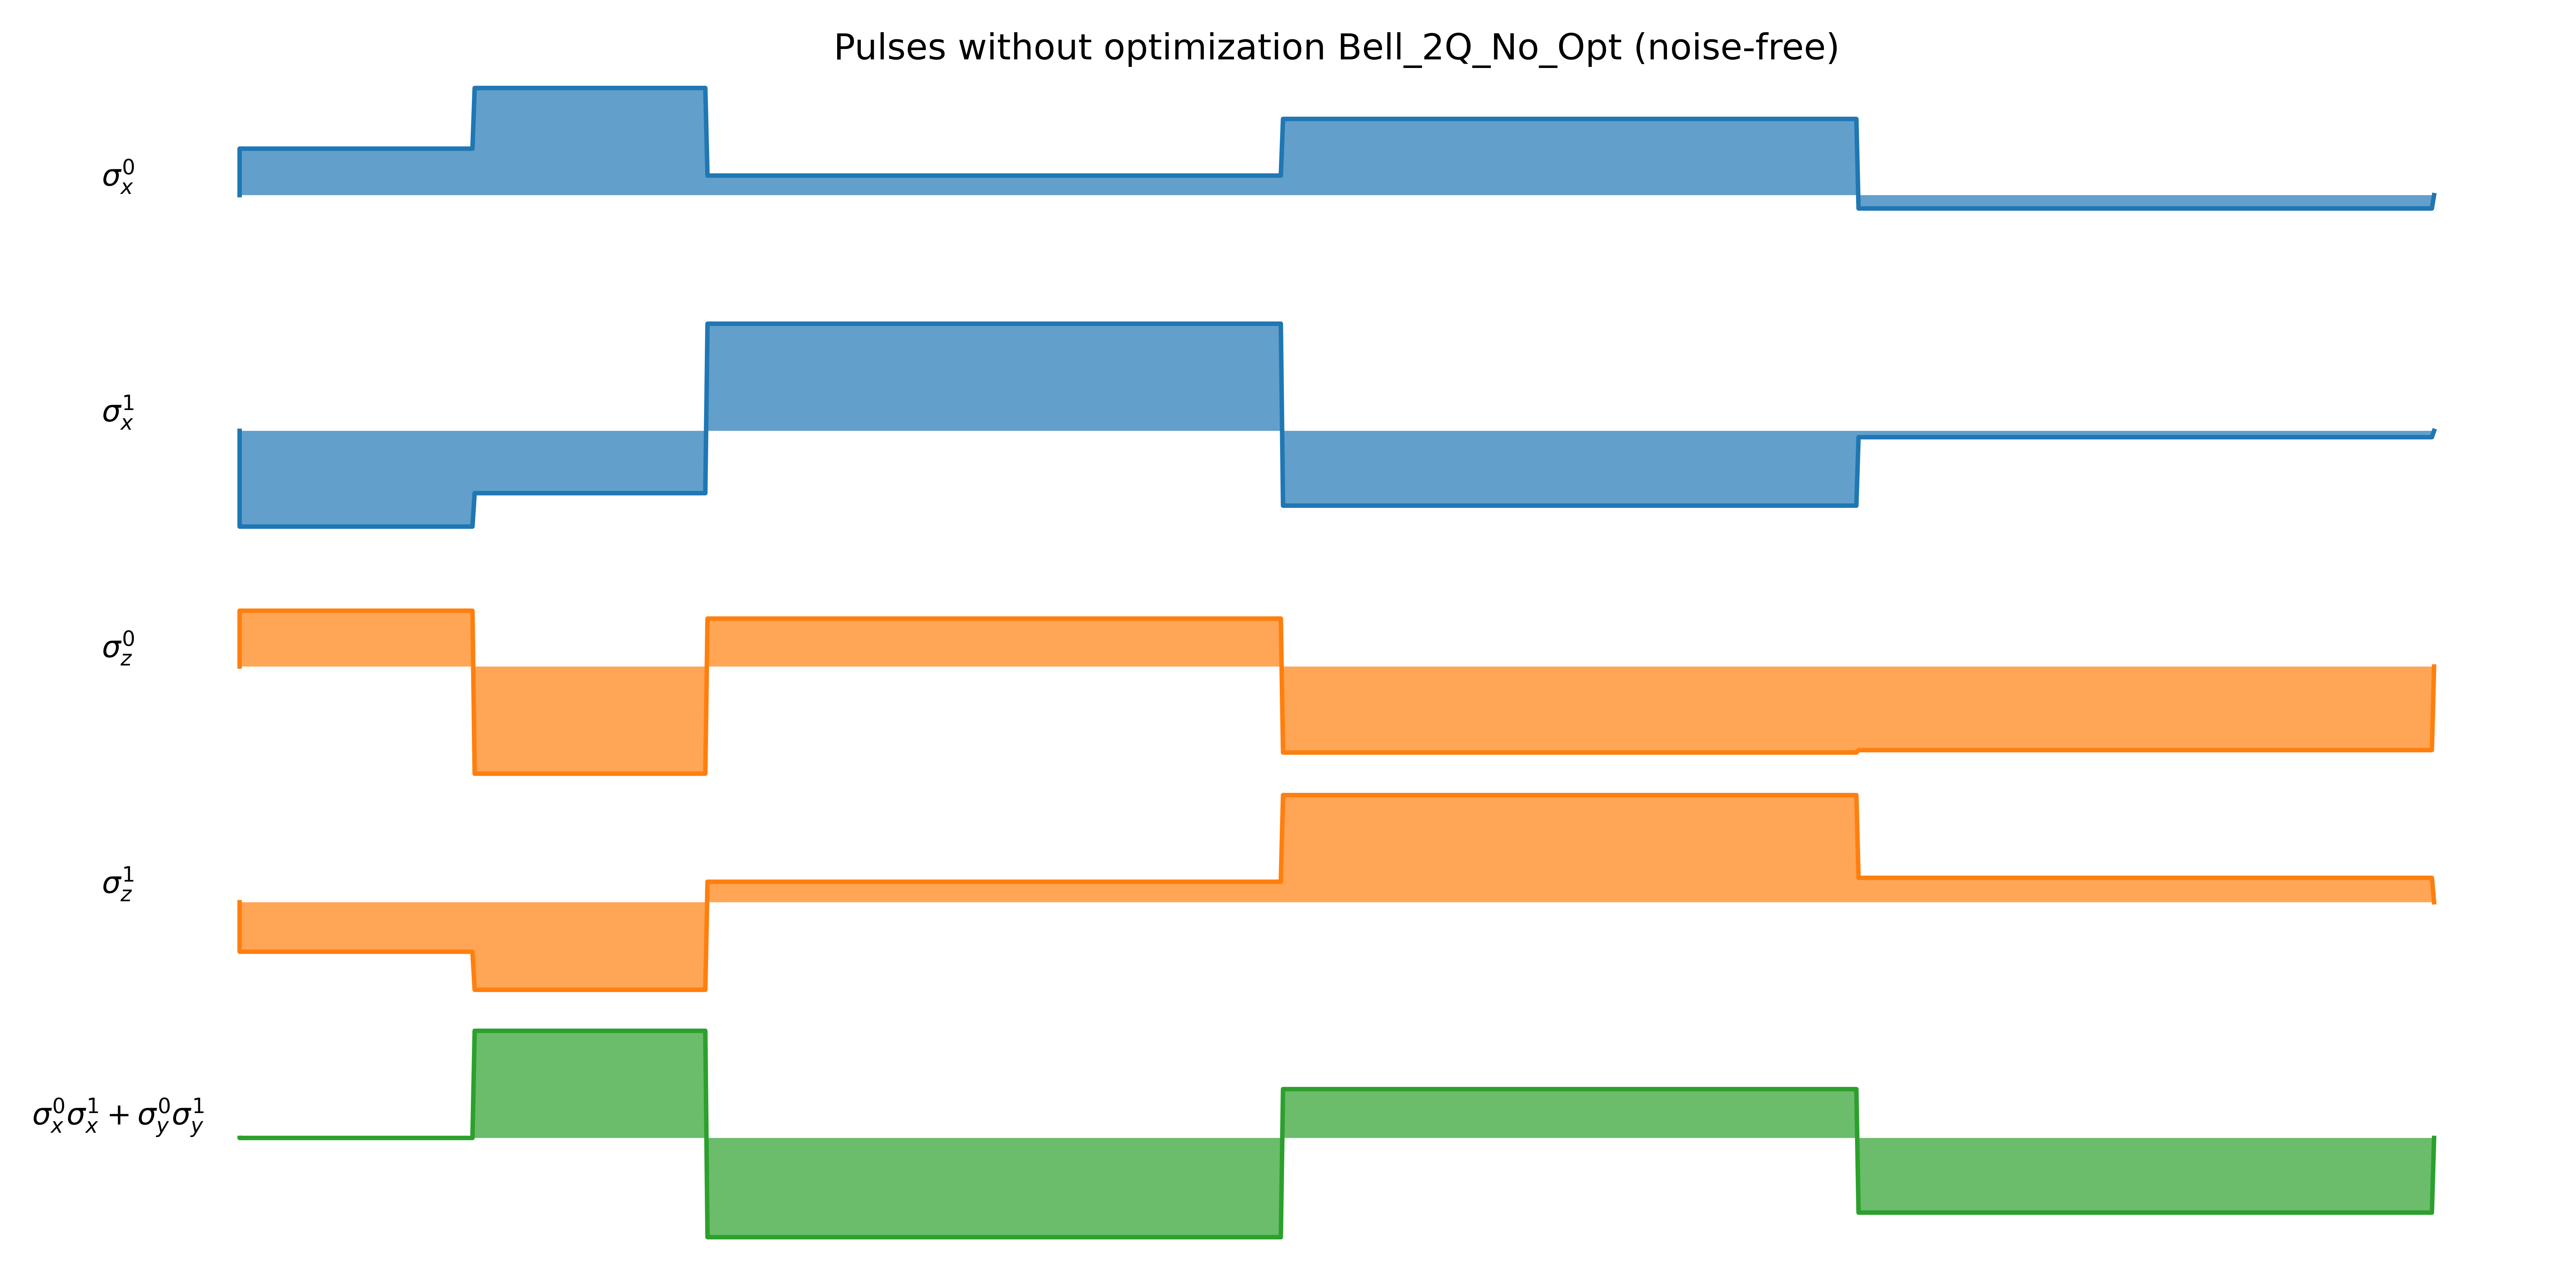 Pulses without optimization Bell_2Q_No_Opt (noise-free)
σ_x^0
σ_x^1
σ_z^0
σ_z^1
σ_x^0σ_x^1 + σ_y^0σ_y^1